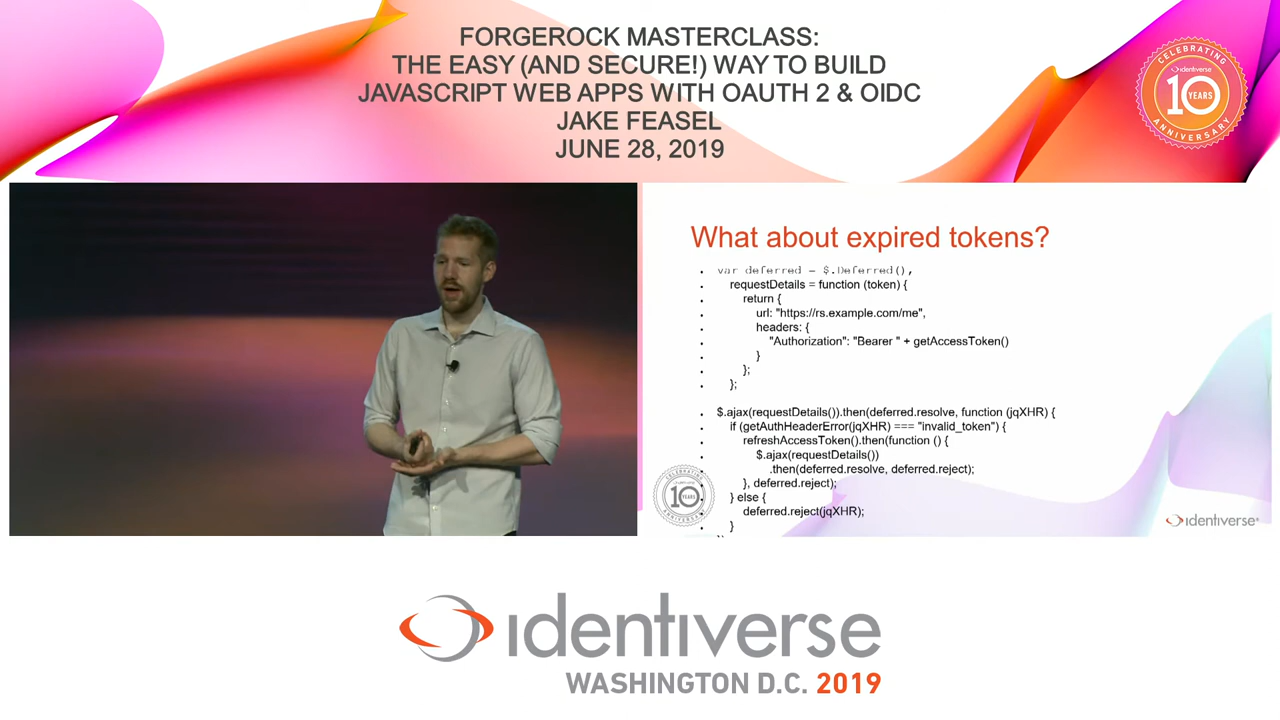 FORGEROCK MASTERCLASS:
THE EASY (AND SECURE!) WAY TO BUILD
JAVASCRIPT WEB APPS WITH OAUTH 2 & OIDC
JAKE FEASEL
JUNE 28, 2019
CELEBRATING
identiverse
10
YEARS
ANNIVERSARY
What about expired tokens?
var deferred = $.Deferred(),
requestDetails = function (token) {
return {
url: "https://rs.example.com/me",
headers: {
"Authorization": "Bearer " + getAccessToken()
}
};
};
$.ajax(requestDetails()).then(deferred.resolve, function (jqXHR) {
if (getAuthHeaderError(jqXHR) === "invalid_token") {
refreshAccessToken().then(function () {
$.ajax(requestDetails())
.then(deferred.resolve, deferred.reject);
}, deferred.reject);
} else {
deferred.reject(jqXHR);
}
CELEBRATING
10
YEARS
ANNIVERSARY
identiverse
identiverse
WASHINGTON D.C. 2019